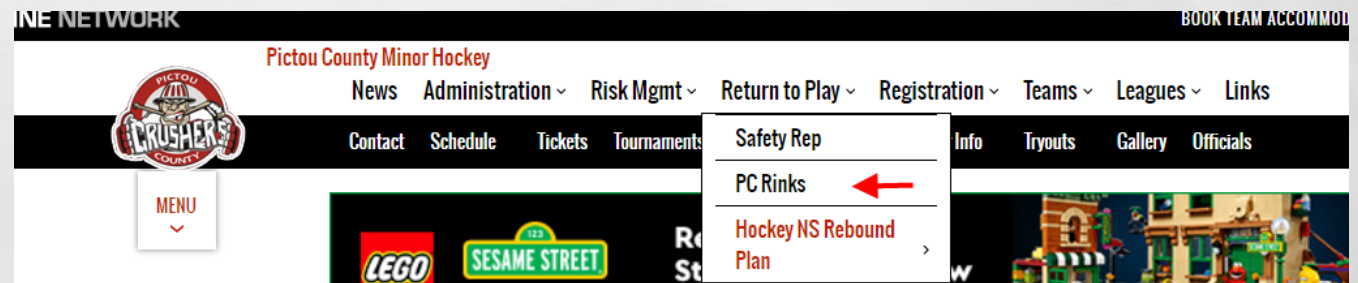 INE NETWORK
BOOK TEAM ACCOMMOD
Pictou County Minor Hockey
News Administration Risk Mgmt Return to Play Registration Teams Leagues Links
PICTOU
CRUSHERS
COUNTY
Contact Schedule Tickets Tournaments Info Tryouts Gallery Officials
Safety Rep
PC Rinks
Hockey NS Rebound
Plan
MENU
LEGO
123
SESAME STREET